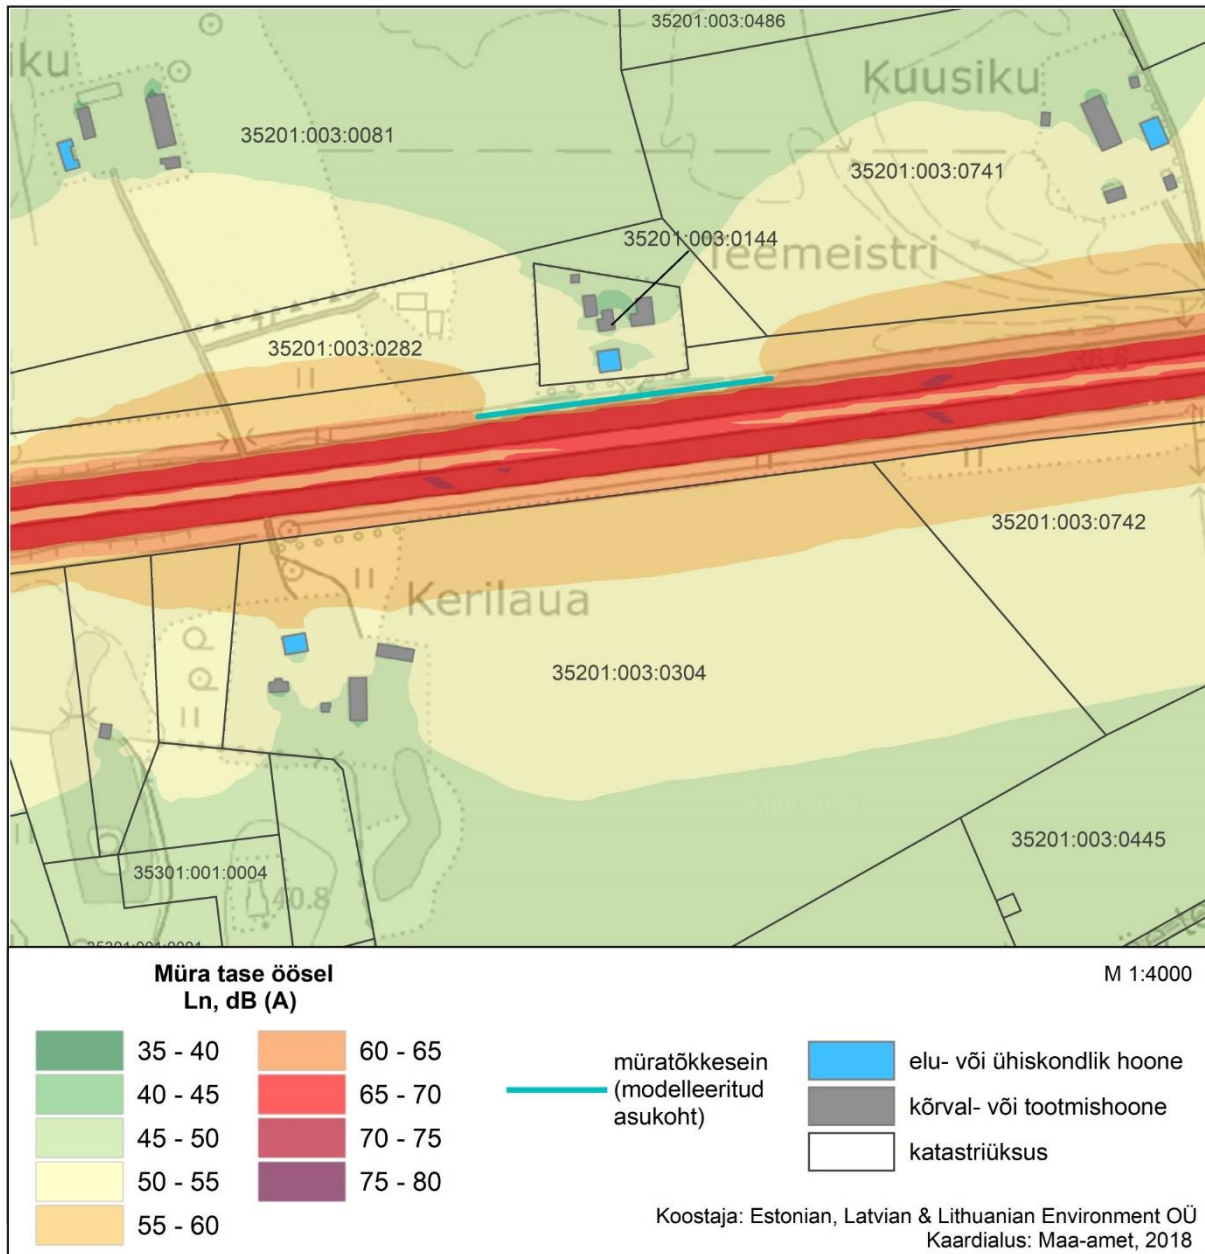 35201:003:0486
iku
Kuusiku
35201:003:0081
35201:003:0741
35201:003:0144
Teemeistri
35201:003:0282
36.6
35201:003:0742
Kerilaua
35201:003:0304
Maa-amet
35201:003:0445
35301:001:0004
40.8
Müra tase öösel
Ln, dB (A)
M 1:4000
35 - 40
40 - 45
45 - 50
50 - 55
55 - 60
60 - 65
65 - 70
70 - 75
75 - 80
müratõkkesein
(modelleeritud
asukoht)
elu- või ühiskondlik hoone
kõrval- või tootmishoone
katastriüksus
Koostaja: Estonian, Latvian & Lithuanian Environment OÜ
Kaardialus: Maa-amet, 2018